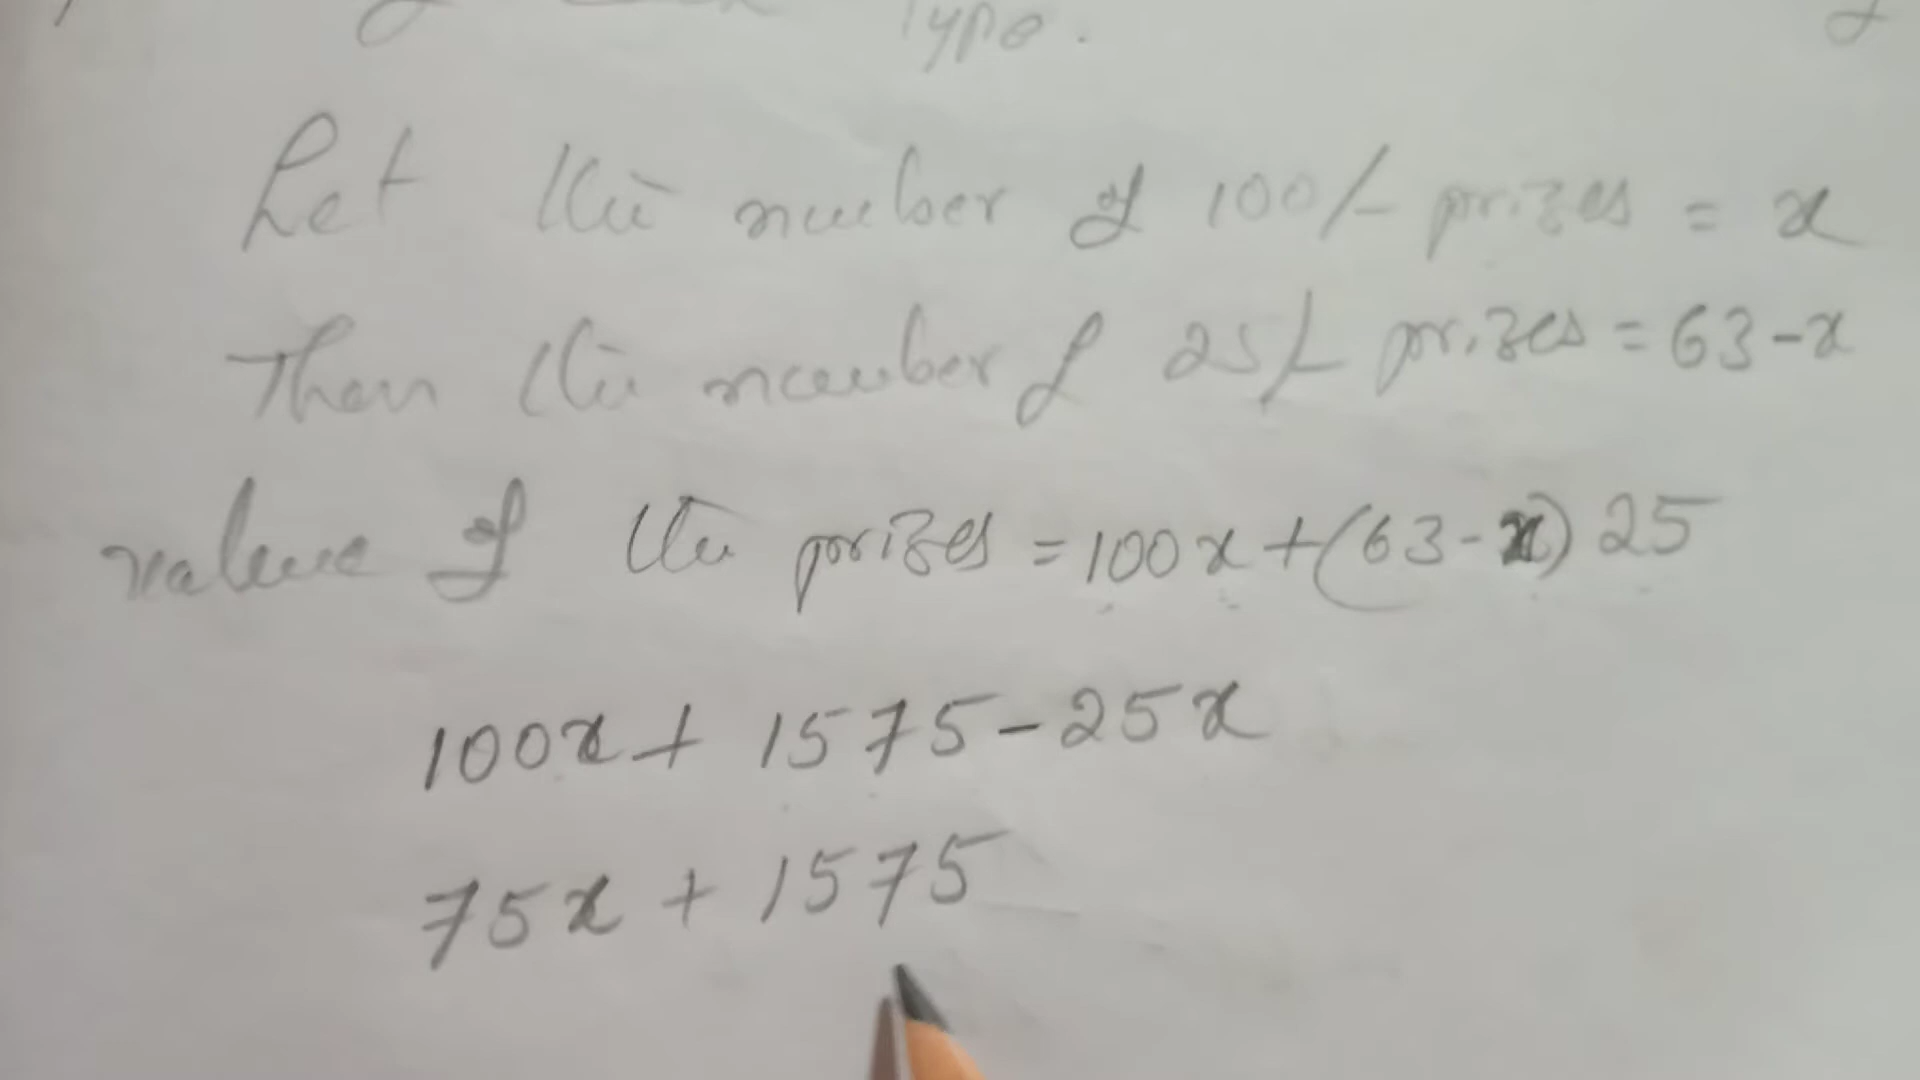 Type.
Let the number of 100/- prizes = x
Then the number of 25/- prizes = 63-x
value of the prizes = 100x+(63-x) 25
100x + 1575-25x
75x + 1575